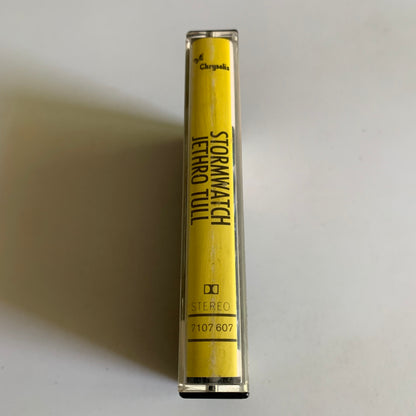 Chrysalis
STORMWATCH
JETHRO TULL
STEREO
7107 607